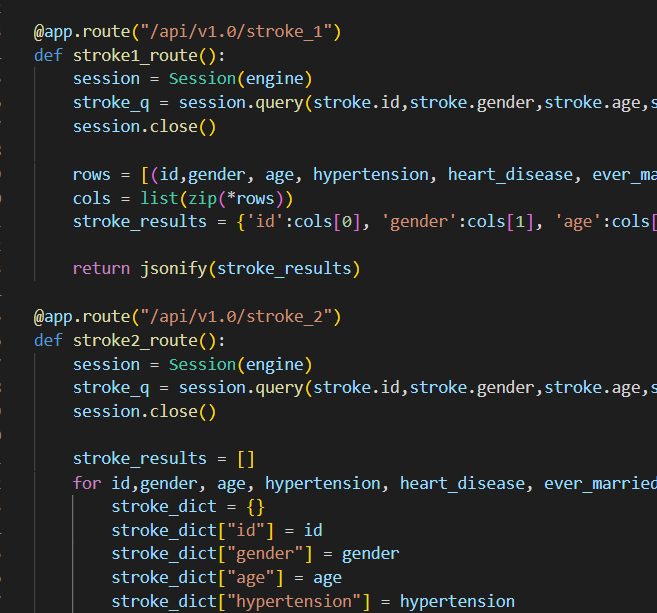 @app.route("/api/v1.0/stroke_1")
def stroke1_route():
    session = Session(engine)
    stroke_q = session.query(stroke.id,stroke.gender,stroke.age,s
    session.close()
    rows = [(id,gender, age, hypertension, heart_disease, ever_ma
    cols = list(zip(*rows))
    stroke_results = {'id':cols[0], 'gender':cols[1], 'age':cols[
    return jsonify(stroke_results)
@app.route("/api/v1.0/stroke_2")
def stroke2_route():
    session = Session(engine)
    stroke_q = session.query(stroke.id,stroke.gender,stroke.age,s
    session.close()
    stroke_results = []
    for id,gender, age, hypertension, heart_disease, ever_married
        stroke_dict = {}
        stroke_dict["id"] = id
        stroke_dict["gender"] = gender
        stroke_dict["age"] = age
        stroke_dict["hypertension"] = hypertension